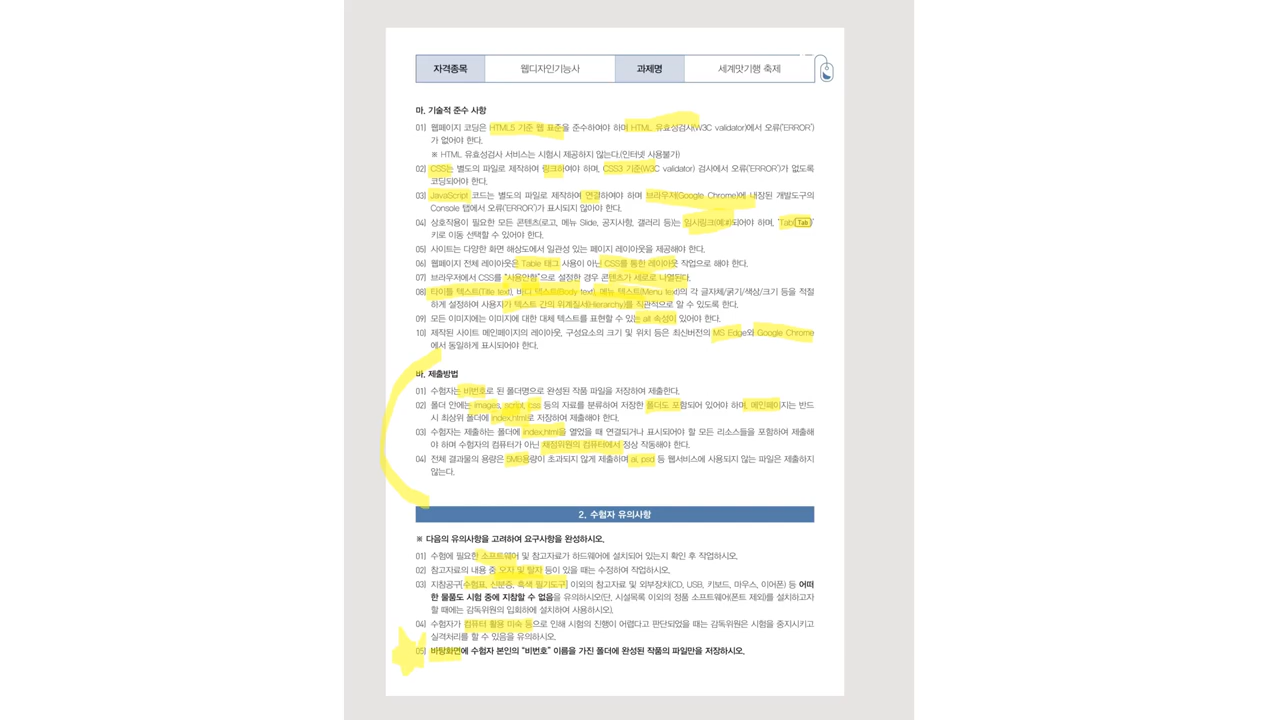 자격종목 웹디자인기능사 과제명 세계맛기행 축제
마. 기술적 준수 사항
01) 웹페이지 코딩은 HTML5 기준 웹 표준을 준수하여야 하며 HTML 유효성검사(W3C validator)에서 오류("ERROR")
가 없어야 한다.
※ HTML 유효성검사 서비스는 시험시 제공하지 않는다.(인터넷 사용불가)
02) CSS는 별도의 파일로 제작하여 링크하여야 하며, CSS3 기준(W3C validator) 검사에서 오류("ERROR")가 없도록
코딩되어야 한다.
03) JavaScript 코드는 별도의 파일로 제작하여 연결하여야 하며 브라우저(Google Chrome)에 내장된 개발도구의
Console 탭에서 오류("ERROR")가 표시되지 않아야 한다.
04) 상호작용이 필요한 모든 콘텐츠(로고, 메뉴 Slide, 공지사항, 갤러리 등)는 임시링크(예:#)되어야 하며, "Tab(Tab)"
키로 이동 선택할 수 있어야 한다.
05) 사이트는 다양한 화면 해상도에서 일관성 있는 페이지 레이아웃을 제공해야 한다.
06) 웹페이지 전체 레이아웃은 Table 태그 사용이 아닌 CSS를 통한 레이아웃 작업으로 해야 한다.
07) 브라우저에서 CSS를 "사용안함"으로 설정한 경우 콘텐츠가 세로로 나열된다.
08) 타이틀 텍스트(Title text), 바디 텍스트(Body text), 메뉴 텍스트(Menu text)의 각 글자체/굵기/색상/크기 등을 적절
하게 설정하여 사용자가 텍스트 간의 위계질서(Hierarchy)를 직관적으로 알 수 있도록 한다.
09) 모든 이미지에는 이미지에 대한 대체 텍스트를 표현할 수 있는 alt 속성이 있어야 한다.
10) 제작된 사이트 메인페이지의 레이아웃, 구성요소의 크기 및 위치 등은 최신버전의 MS Edge와 Google Chrome
에서 동일하게 표시되어야 한다.
바. 제출방법
01) 수험자는 비번호로 된 폴더명으로 완성된 작품 파일을 저장하여 제출한다.
02) 폴더 안에는 images, script, css 등의 자료를 분류하여 저장한 폴더도 포함되어 있어야 하며, 메인페이지는 반드
시 최상위 폴더에 index.html로 저장하여 제출해야 한다.
03) 수험자는 제출하는 폴더에 index.html을 열었을 때 연결되거나 표시되어야 할 모든 리소스들을 포함하여 제출해
야 하며 수험자의 컴퓨터가 아닌 채점위원의 컴퓨터에서 정상 작동해야 한다.
04) 전체 결과물의 용량은 5MB용량이 초과되지 않게 제출하며 ai, psd 등 웹서비스에 사용되지 않는 파일은 제출하지
않는다.
2. 수험자 유의사항
※ 다음의 유의사항을 고려하여 요구사항을 완성하시오.
01) 수험에 필요한 소프트웨어 및 참고자료가 하드웨어에 설치되어 있는지 확인 후 작업하시오.
02) 참고자료의 내용 중 오자 및 탈자 등이 있을 때는 수정하여 작업하시오.
03) 지참공구[수험표, 신분증, 흑색 필기도구] 이외의 참고자료 및 외부장치(CD, USB, 키보드, 마우스, 이어폰) 등 어떠
한 물품도 시험 중에 지참할 수 없음을 유의하시오(단, 시설목록 이외의 정품 소프트웨어(폰트 제외)를 설치하고자
할 때에는 감독위원의 입회하에 설치하여 사용하시오).
04) 수험자가 컴퓨터 활용 미숙 등으로 인해 시험의 진행이 어렵다고 판단되었을 때는 감독위원은 시험을 중지시키고
실격처리를 할 수 있음을 유의하시오.
05) 바탕화면에 수험자 본인의 "비번호" 이름을 가진 폴더에 완성된 작품의 파일만을 저장하시오.